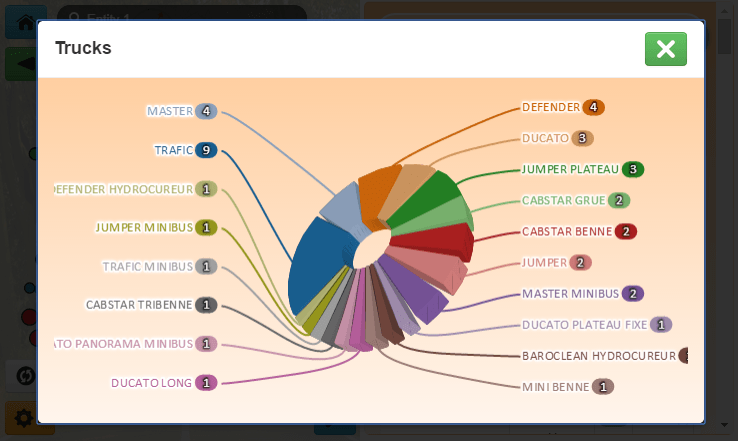 Entity 1
Trucks
MASTER 4
TRAFIC 9
DEFENDER HYDROCUREUR 1
JUMPER MINIBUS 1
TRAFIC MINIBUS 1
CABSTAR TRIBENNE 1
ATO PANORAMA MINIBUS 1
DUCATO LONG 1
DEFENDER 4
DUCATO 3
JUMPER PLATEAU 3
CABSTAR GRUE 2
CABSTAR BENNE 2
JUMPER 2
MASTER MINIBUS 2
DUCATO PLATEAU FIXE 1
BAROCLEAN HYDROCUREUR
MINI BENNE 1